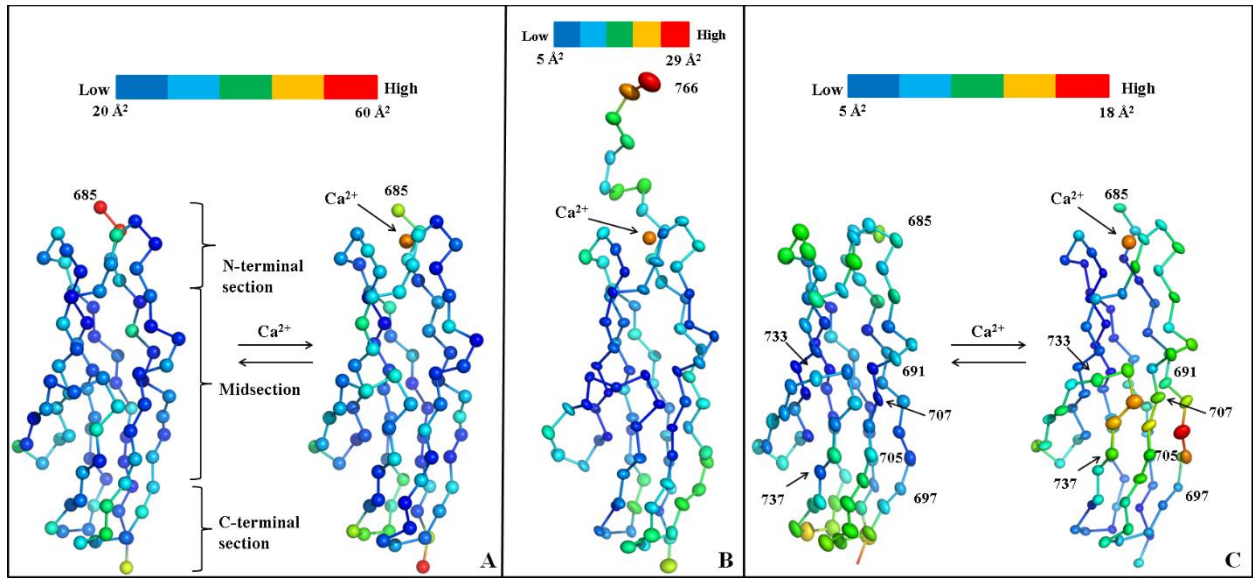 Low
High
20 Å²
60 Å²
685
685
Ca²⁺
N-terminal
section
Ca²⁺
Midsection
C-terminal
section
A
Low
High
5 Å²
29 Å²
766
Ca²⁺
B
Low
High
5 Å²
18 Å²
685
685
Ca²⁺
733
691
707
705
737
697
Ca²⁺
733
691
707
705
737
697
C